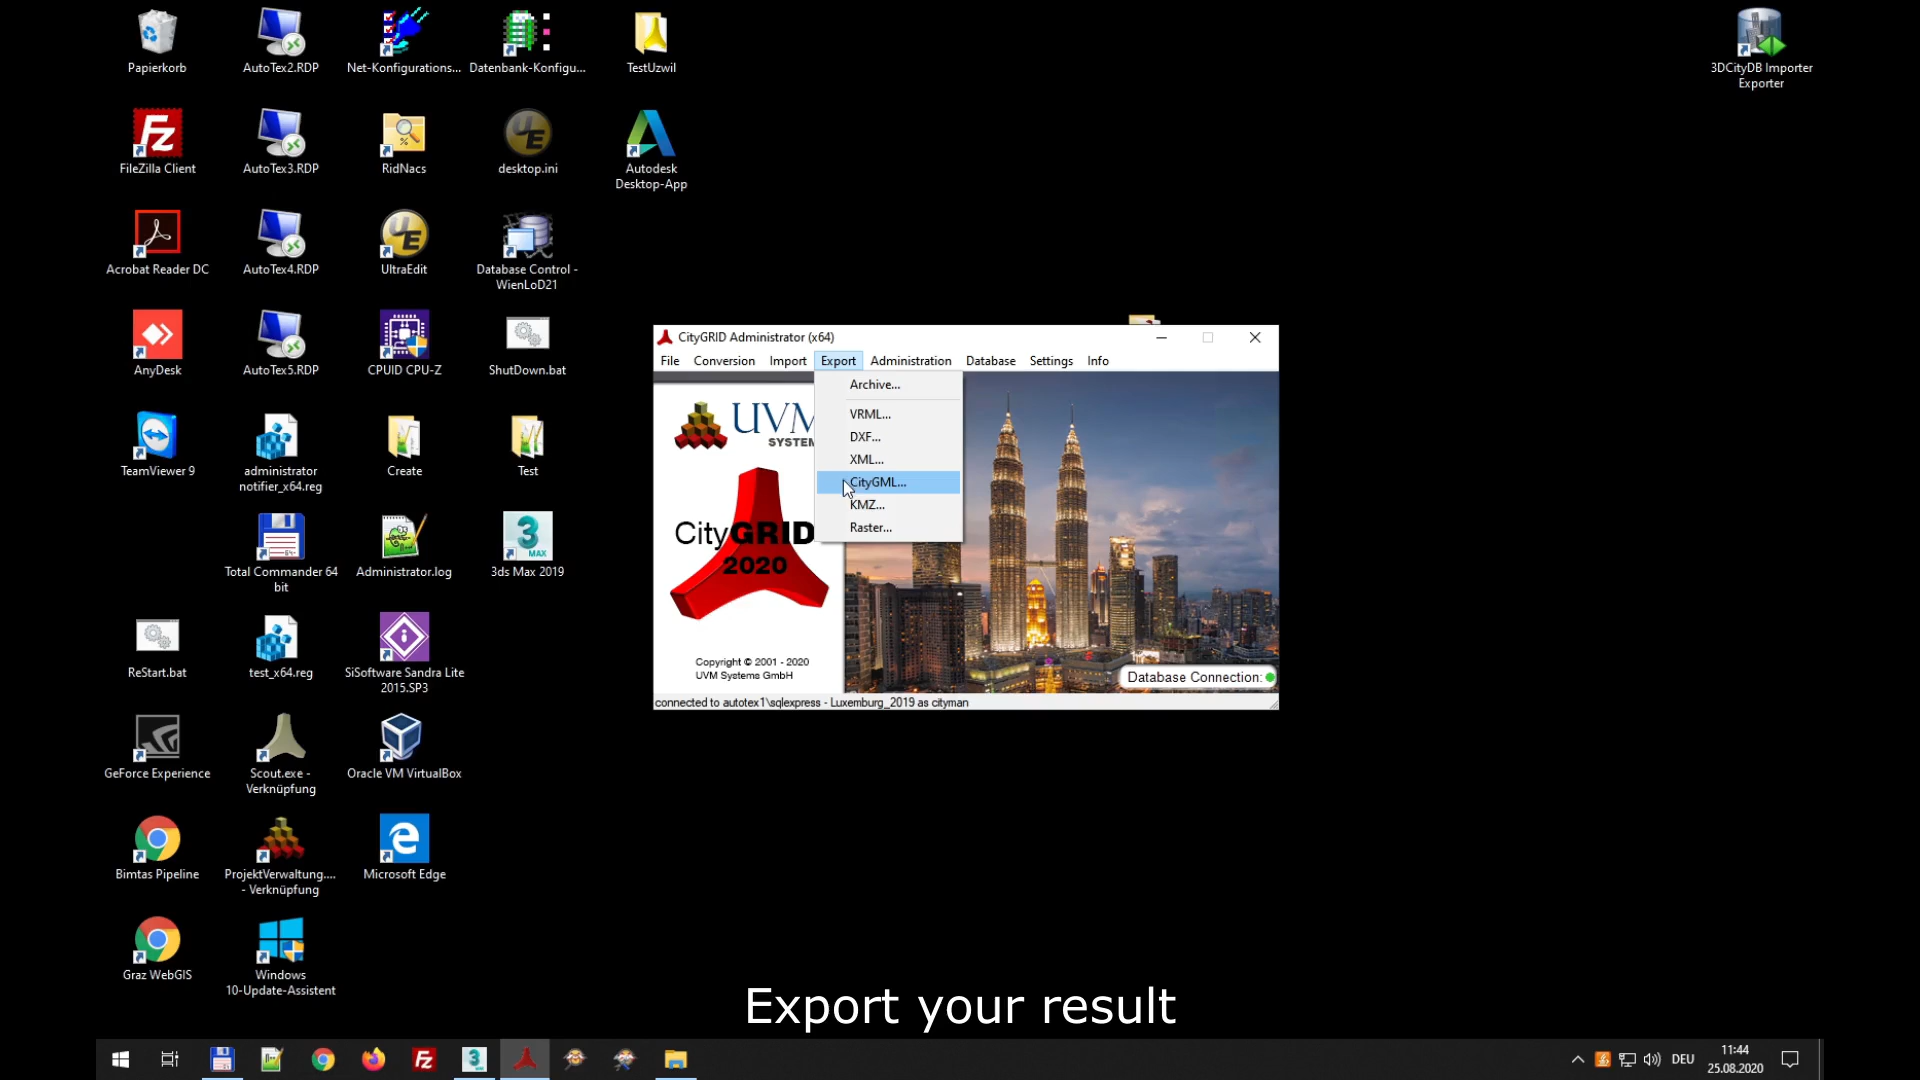 Papierkorb
AutoTex2.RDP
Net-Konfigurations...
Datenbank-Konfigu...
TestUzwil
3DCityDB Importer
Exporter
FileZilla Client
AutoTex3.RDP
RidNacs
desktop.ini
Autodesk
Desktop-App
Acrobat Reader DC
AutoTex4.RDP
UltraEdit
Database Control -
WienLoD21
AnyDesk
AutoTex5.RDP
CPUID CPU-Z
ShutDown.bat
TeamViewer 9
administrator
notifier_x64.reg
Create
Test
Total Commander 64
bit
Administrator.log
3ds Max 2019
ReStart.bat
test_x64.reg
SiSoftware Sandra Lite
2015.SP3
GeForce Experience
Scout.exe -
Verknüpfung
Oracle VM VirtualBox
Bimtas Pipeline
ProjektVerwaltung....
- Verknüpfung
Microsoft Edge
Graz WebGIS
Windows
10-Update-Assistent
CityGRID Administrator (x64)
File Conversion Import Export Administration Database Settings Info
Archive...
VRML...
DXF...
XML...
CityGML...
KMZ...
Raster...
UVM
SYSTEM
CityGRID
2020
Copyright © 2001 - 2020
UVM Systems GmbH
Database Connection:
connected to autotex1\sqlexpress - Luxemburg_2019 as cityman
Export your result
DEU
11:44
25.08.2020